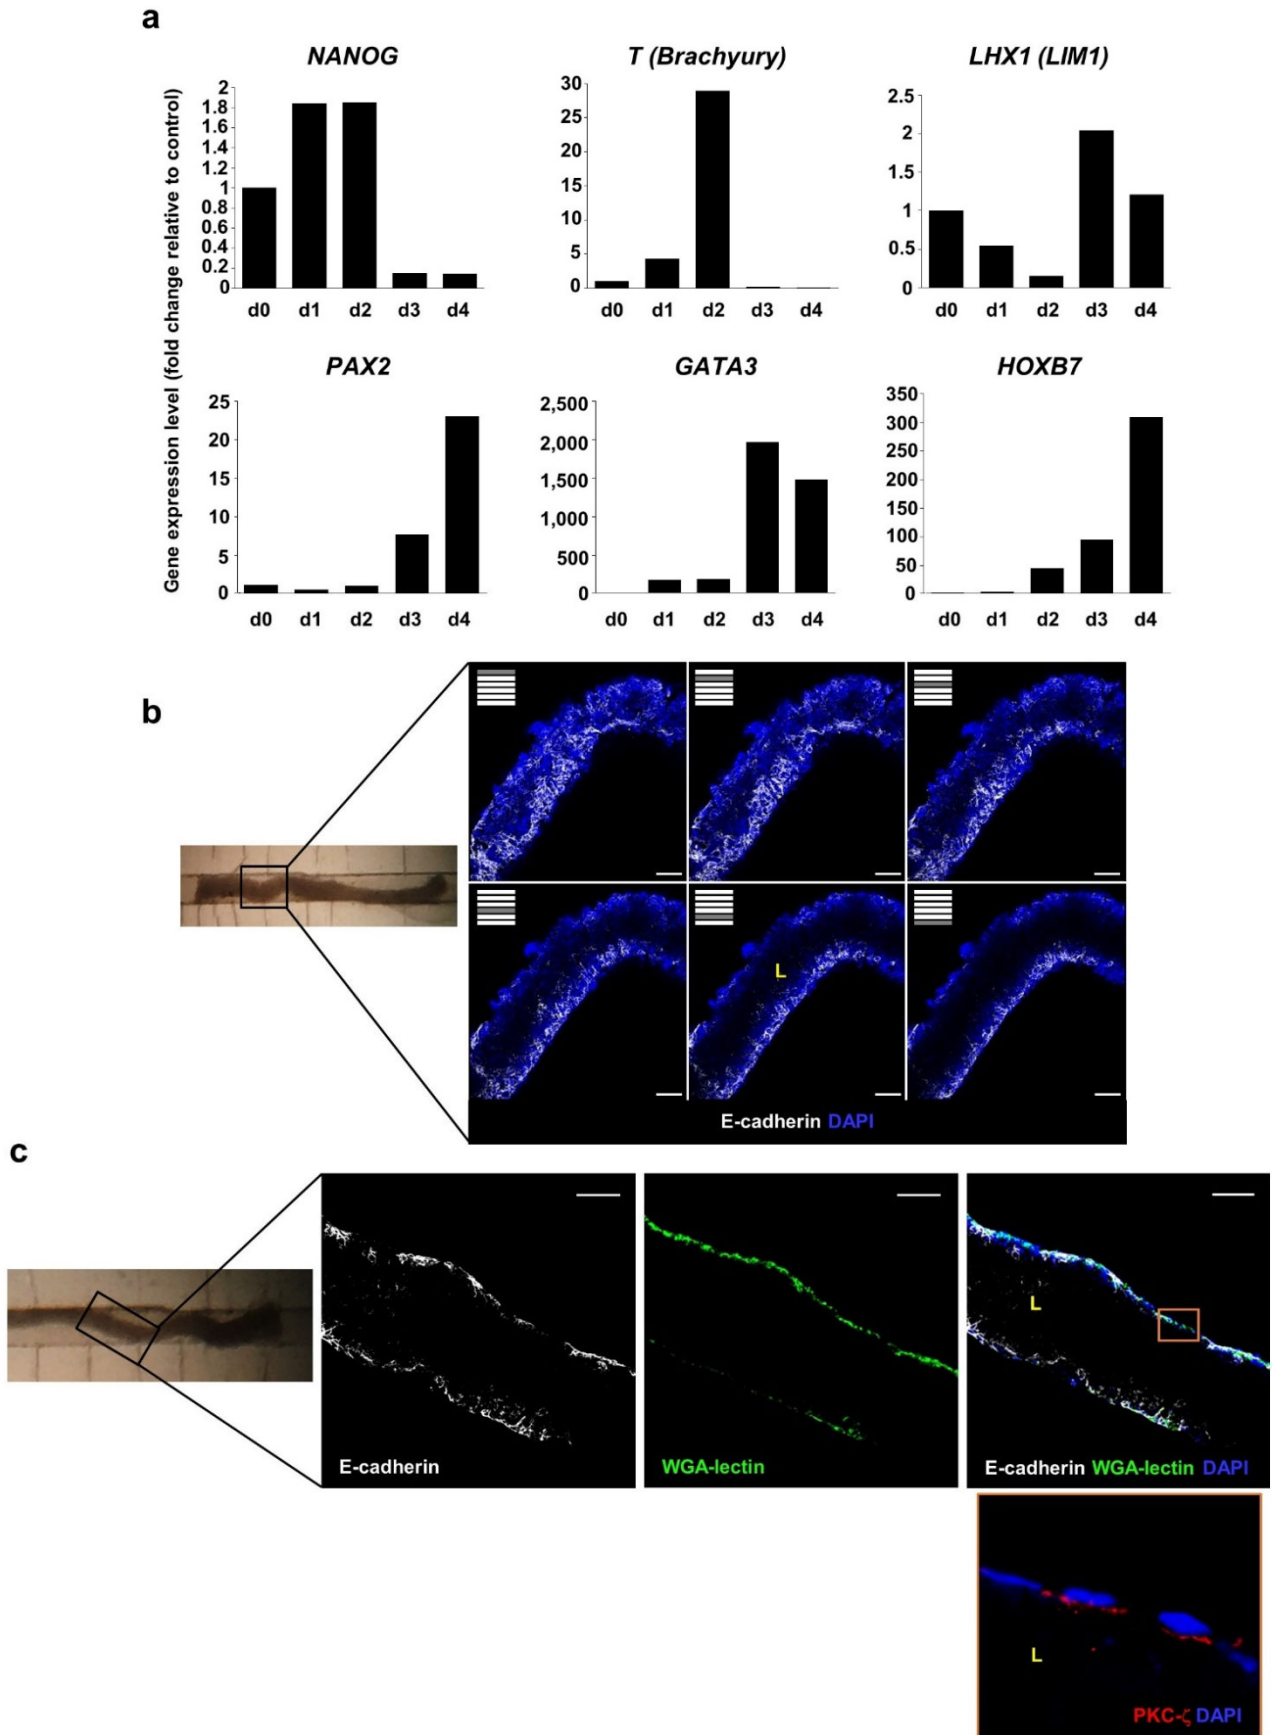 a
NANOG
T (Brachyury)
LHX1 (LIM1)
Gene expression level (fold change relative to control)
2
1.8
1.6
1.4
1.2
1
0.8
0.6
0.4
0.2
0
d0 d1 d2 d3 d4
30
25
20
15
10
5
0
d0 d1 d2 d3 d4
2.5
2
1.5
1
0.5
0
d0 d1 d2 d3 d4
PAX2
GATA3
HOXB7
25
20
15
10
5
0
d0 d1 d2 d3 d4
2,500
2,000
1,500
1,000
500
0
d0 d1 d2 d3 d4
350
300
250
200
150
100
50
0
d0 d1 d2 d3 d4
b
L
E-cadherin DAPI
c
E-cadherin
WGA-lectin
L
E-cadherin WGA-lectin DAPI
L
PKC-ζ DAPI